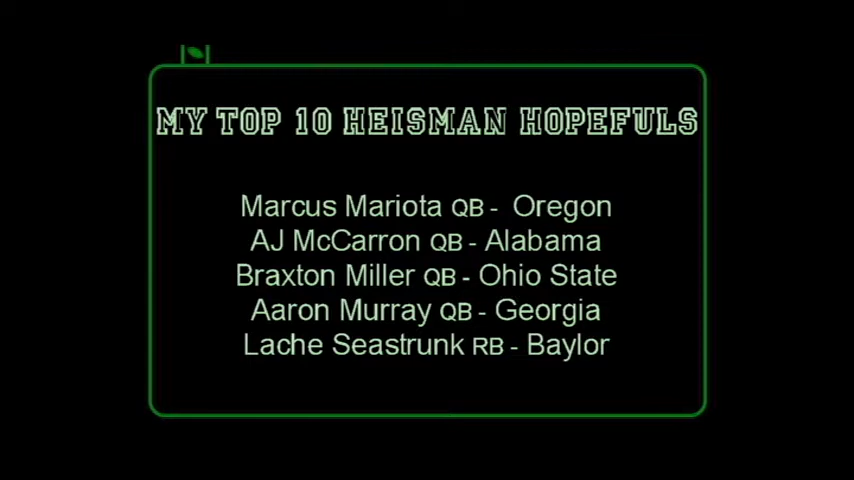 MY TOP 10 HEISMAN HOPEFULS
Marcus Mariota QB - Oregon
AJ McCarron QB - Alabama
Braxton Miller QB - Ohio State
Aaron Murray QB - Georgia
Lache Seastrunk RB - Baylor